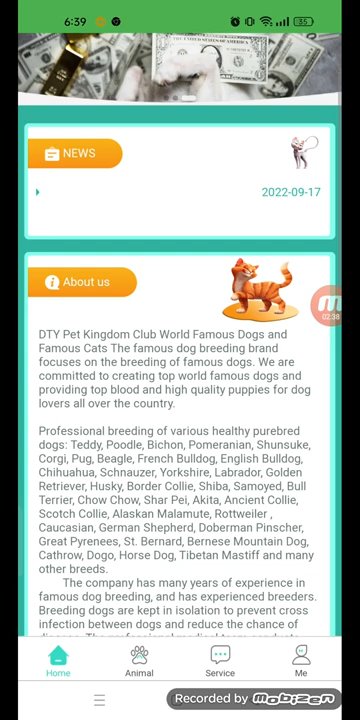 6:39
35
THE UNITED STATES OF AMERICA
NEWS
2022-09-17
About us
02:38
DTY Pet Kingdom Club World Famous Dogs and
Famous Cats The famous dog breeding brand
focuses on the breeding of famous dogs. We are
committed to creating top world famous dogs and
providing top blood and high quality puppies for dog
lovers all over the country.
Professional breeding of various healthy purebred
dogs: Teddy, Poodle, Bichon, Pomeranian, Shunsuke,
Corgi, Pug, Beagle, French Bulldog, English Bulldog,
Chihuahua, Schnauzer, Yorkshire, Labrador, Golden
Retriever, Husky, Border Collie, Shiba, Samoyed, Bull
Terrier, Chow Chow, Shar Pei, Akita, Ancient Collie,
Scotch Collie, Alaskan Malamute, Rottweiler ,
Caucasian, German Shepherd, Doberman Pinscher,
Great Pyrenees, St. Bernard, Bernese Mountain Dog,
Cathrow, Dogo, Horse Dog, Tibetan Mastiff and many
other breeds.
The company has many years of experience in
famous dog breeding, and has experienced breeders.
Breeding dogs are kept in isolation to prevent cross
infection between dogs and reduce the chance of
Home
Animal
Service
Me
Recorded by mobizen